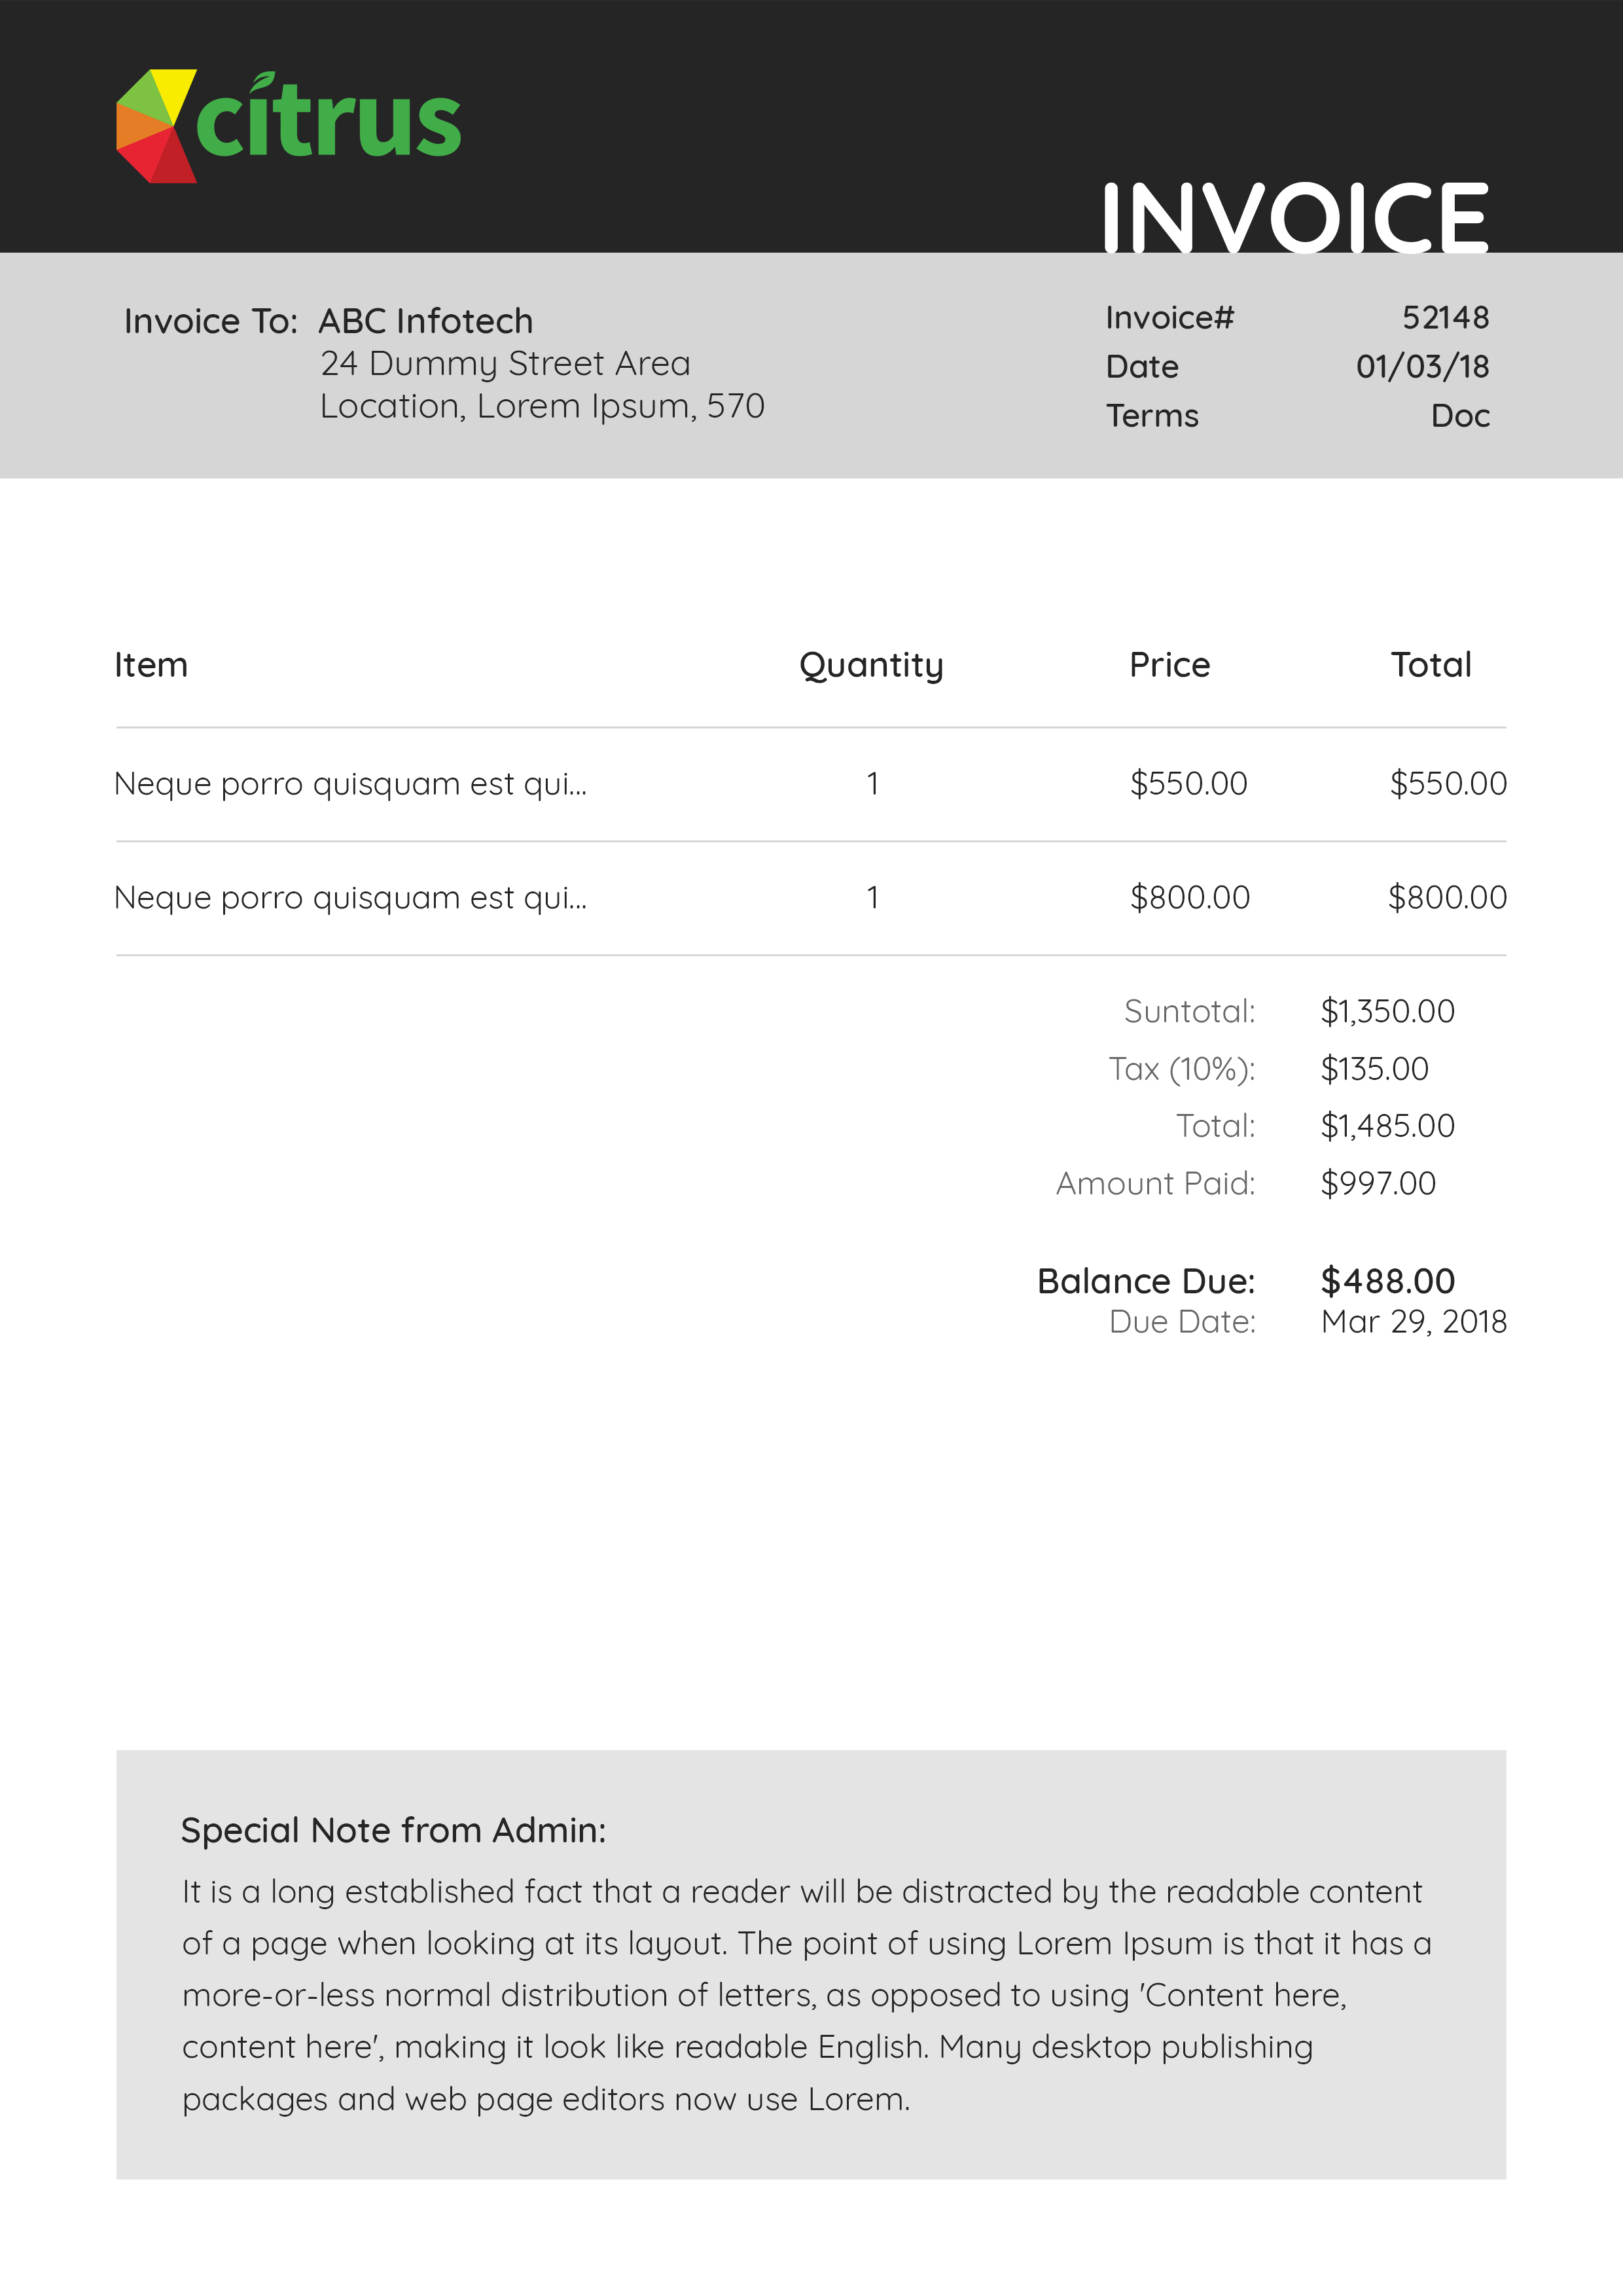 citrus
INVOICE
Invoice To: ABC Infotech
24 Dummy Street Area
Location, Lorem Ipsum, 570
Invoice# 52148
Date 01/03/18
Terms Doc
Item Quantity Price Total
Neque porro quisquam est qui... 1 $550.00 $550.00
Neque porro quisquam est qui... 1 $800.00 $800.00
Suntotal: $1,350.00
Tax (10%): $135.00
Total: $1,485.00
Amount Paid: $997.00
Balance Due: $488.00
Due Date: Mar 29, 2018
Special Note from Admin:
It is a long established fact that a reader will be distracted by the readable content
of a page when looking at its layout. The point of using Lorem Ipsum is that it has a
more-or-less normal distribution of letters, as opposed to using 'Content here,
content here', making it look like readable English. Many desktop publishing
packages and web page editors now use Lorem.